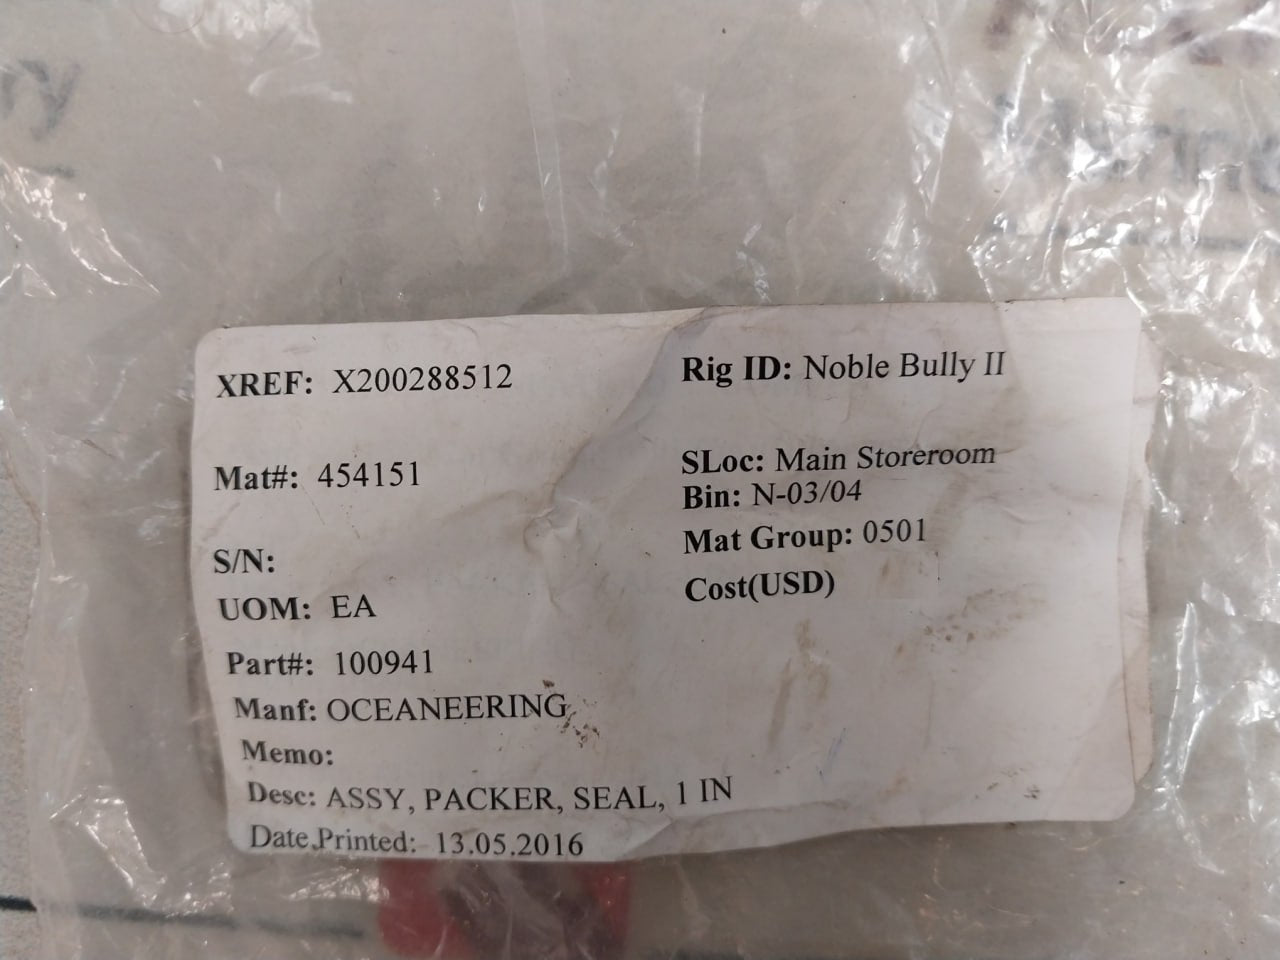 ry
XREF: X200288512
Mat#: 454151
S/N:
UOM: EA
Part#: 100941
Manf: OCEANEERING
Memo:
Desc: ASSY, PACKER, SEAL, 1 IN
Date Printed: 13.05.2016
Rig ID: Noble Bully II
SLoc: Main Storeroom
Bin: N-03/04
Mat Group: 0501
Cost(USD)